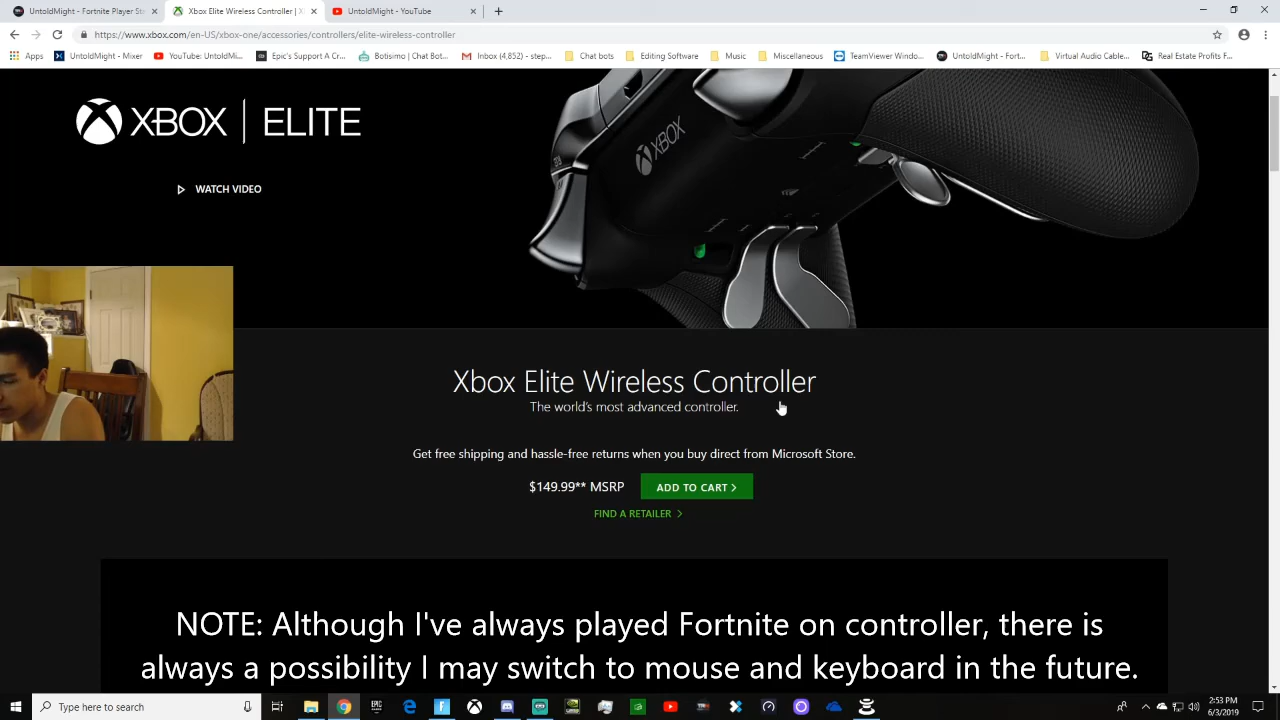 UntoldMight - Fortnite Player St
Xbox Elite Wireless Controller | X
UntoldMight - YouTube
https://www.xbox.com/en-US/xbox-one/accessories/controllers/elite-wireless-controller
Apps
UntoldMight - Mixer
YouTube: UntoldMi...
Epic's Support A Cr...
Botisimo | Chat Bot...
Inbox (4,852) - step...
Chat bots
Editing Software
Music
Miscellaneous
TeamViewer Windo...
UntoldMight - Fort...
Virtual Audio Cable...
Real Estate Profits F...
XBOX | ELITE
XBOX
WATCH VIDEO
Xbox Elite Wireless Controller
The world's most advanced controller.
Get free shipping and hassle-free returns when you buy direct from Microsoft Store.
$149.99** MSRP
ADD TO CART
FIND A RETAILER
NOTE: Although I've always played Fortnite on controller, there is
always a possibility I may switch to mouse and keyboard in the future.
Type here to search
2:53 PM
6/3/2019